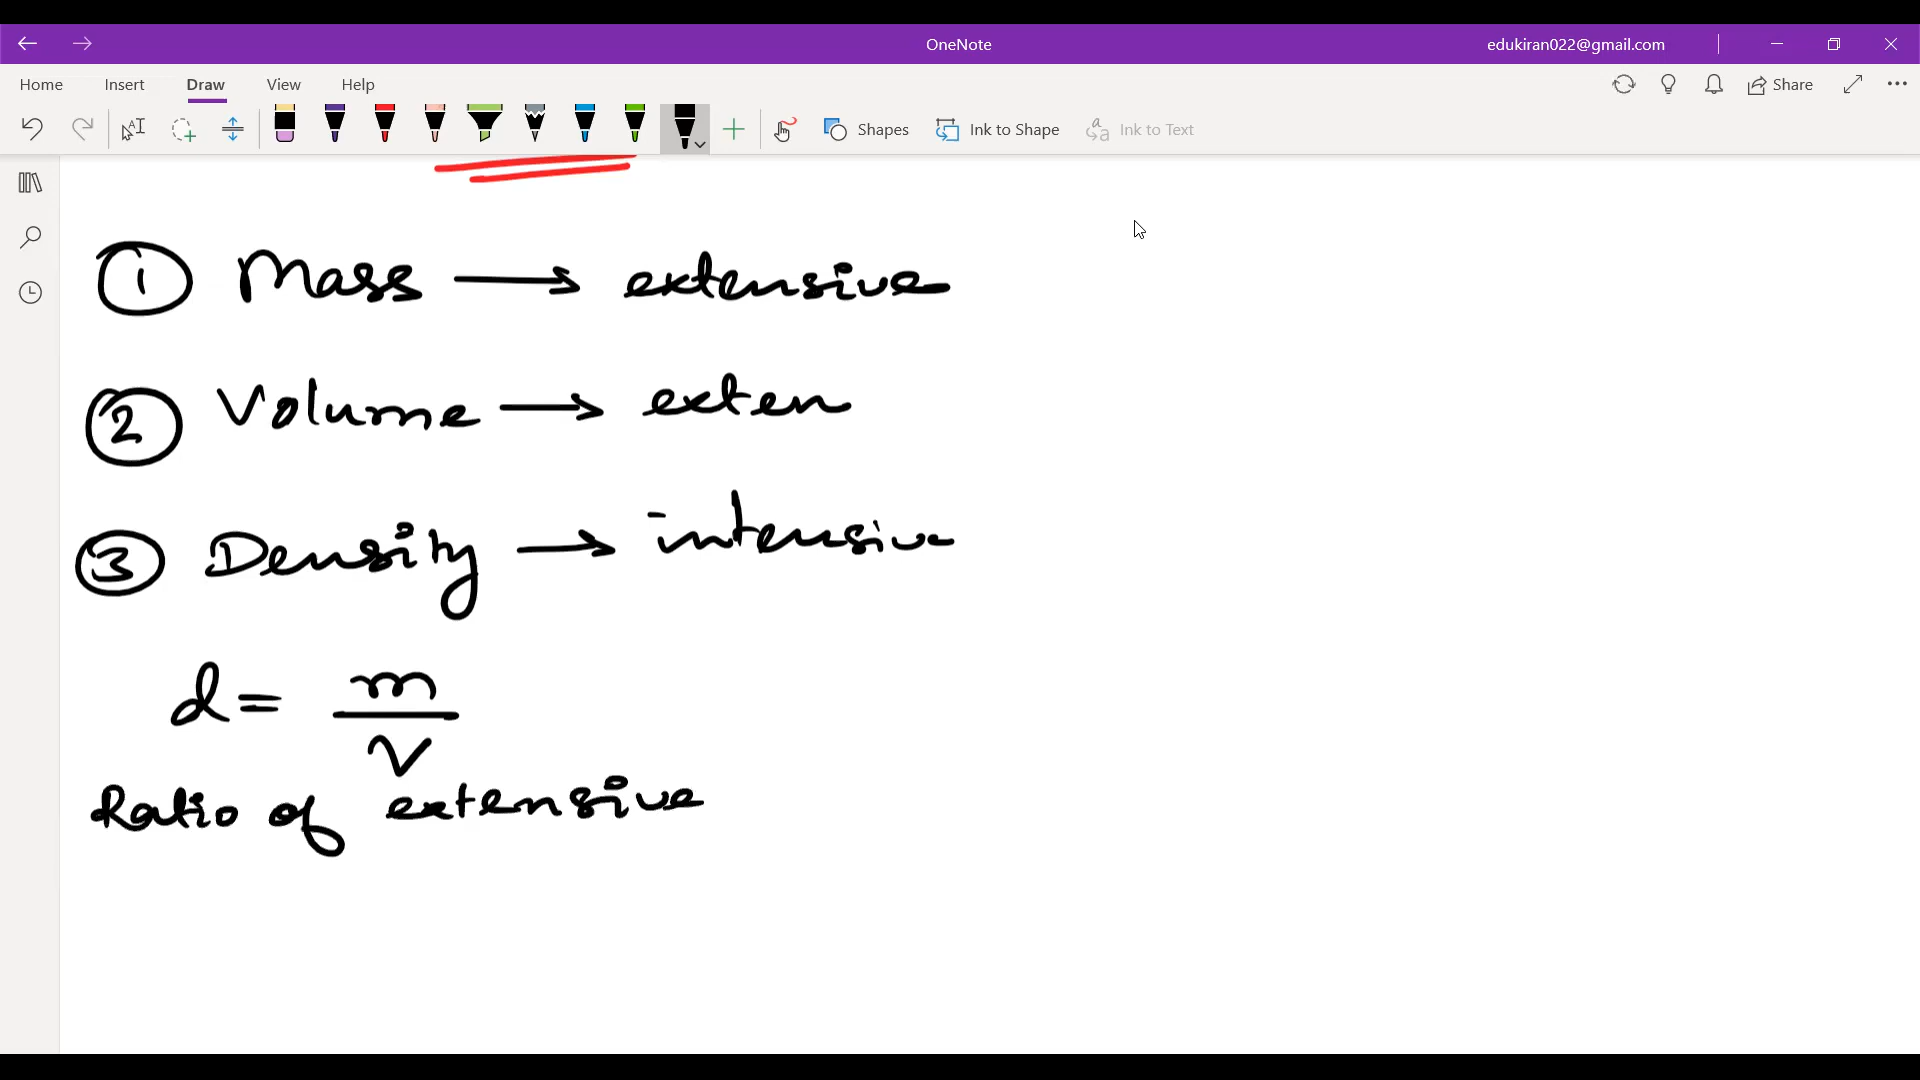 OneNote
edukiran022@gmail.com
Home Insert Draw View Help
Share
Shapes Ink to Shape Ink to Text
① Mass → extensive
② Volume → exten
③ Density → intensive
d = m
V
Ratio of extensive